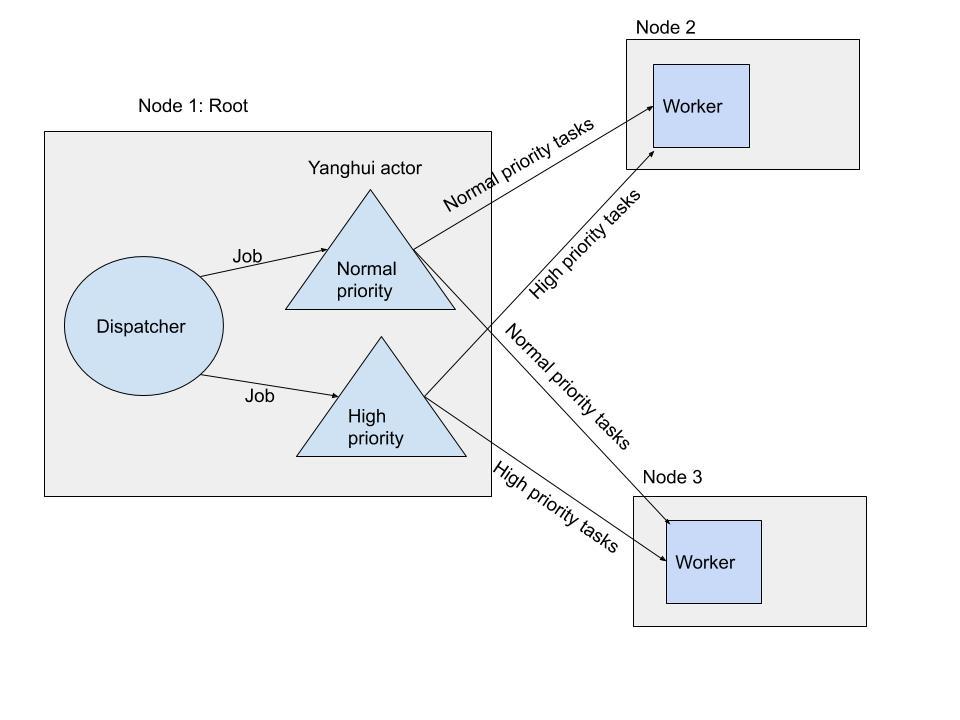 Node 2
Worker
Node 1: Root
Normal priority tasks
Yanghui actor
High priority tasks
Job
Normal
priority
Dispatcher
Normal priority tasks
Job
High
priority
Node 3
High priority tasks
Worker